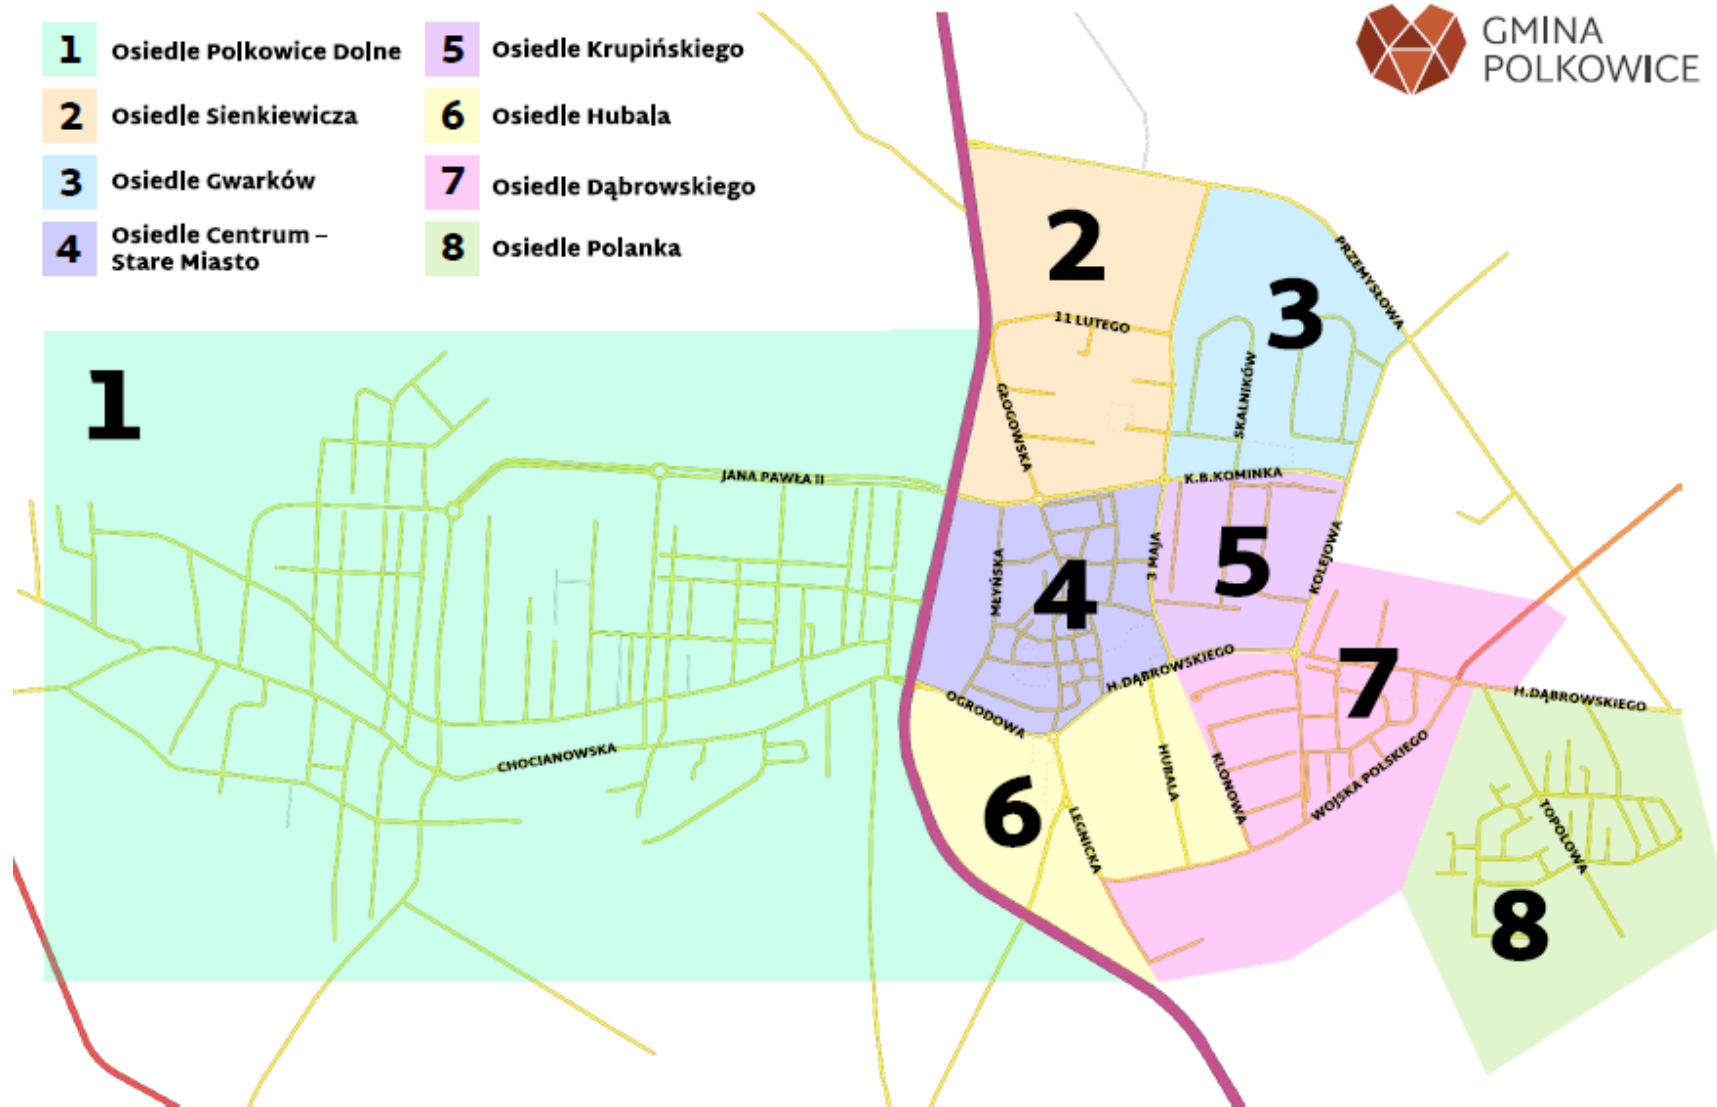 1 Osiedle Polkowice Dolne
2 Osiedle Sienkiewicza
3 Osiedle Gwarków
4 Osiedle Centrum –
Stare Miasto
5 Osiedle Krupińskiego
6 Osiedle Hubala
7 Osiedle Dąbrowskiego
8 Osiedle Polanka
GMINA
POLKOWICE
1
2
3
4
5
6
7
8
PRZEMYSŁOWA
11 LUTEGO
SKALNIKÓW
GŁOGOWSKA
JANA PAWŁA II
K.B.KOMINKA
3 MAJA
KOLEJOWA
MŁYŃSKA
H.DĄBROWSKIEGO
OGRODOWA
H.DĄBROWSKIEGO
CHOCIANOWSKA
HUBALA
KLONOWA
WOJSKA POLSKIEGO
LEGNICKA
TOPOLOWA